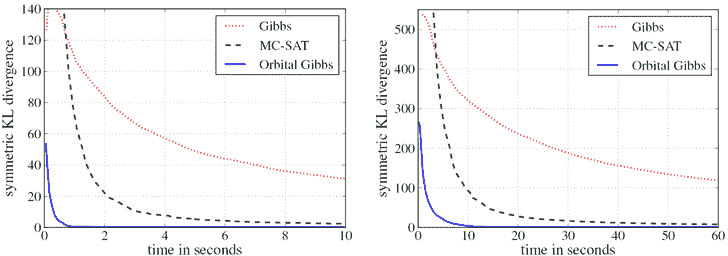 140
120
100
80
60
40
20
0
symmetric KL divergence
Gibbs
MC-SAT
Orbital Gibbs
0 2 4 6 8 10
time in seconds
500
400
300
200
100
0
symmetric KL divergence
Gibbs
MC-SAT
Orbital Gibbs
0 10 20 30 40 50 60
time in seconds